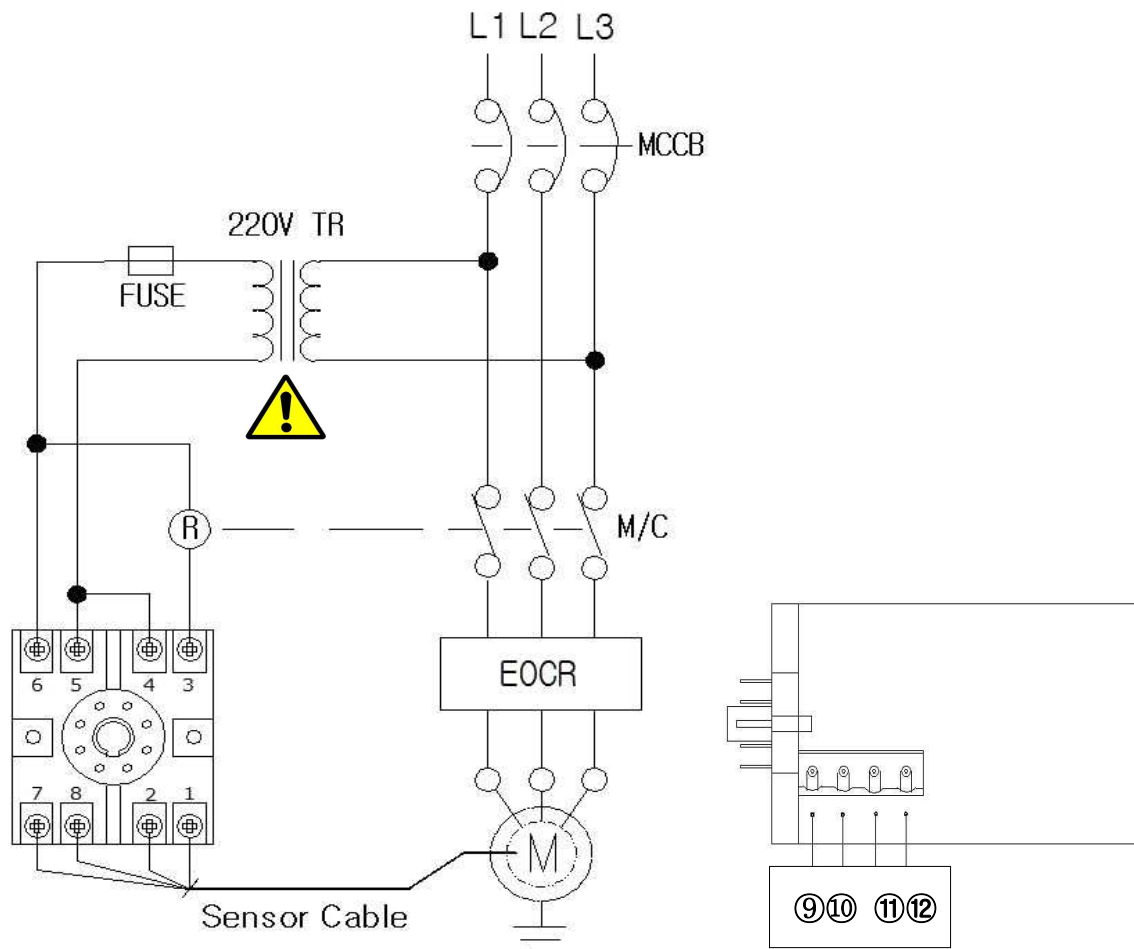 L1 L2 L3
MCCB
220V TR
FUSE
R
M/C
6 5 4 3
EOCR
7 8 2 1
M
Sensor Cable
⑨⑩ ⑪⑫